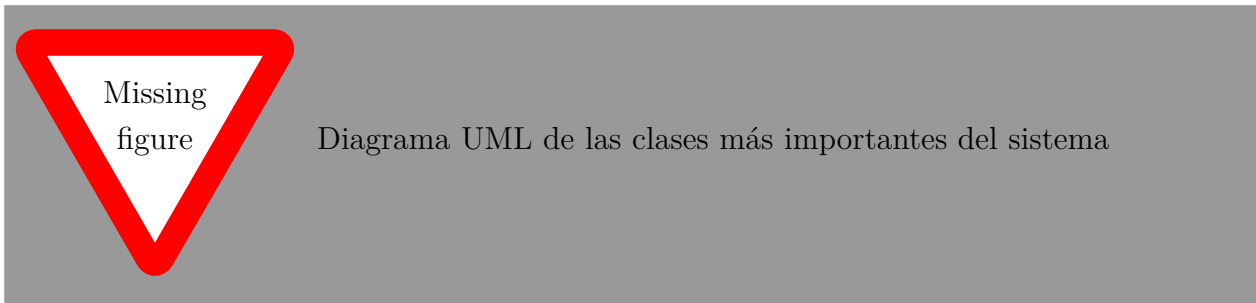 Missing
figure
Diagrama UML de las clases más importantes del sistema